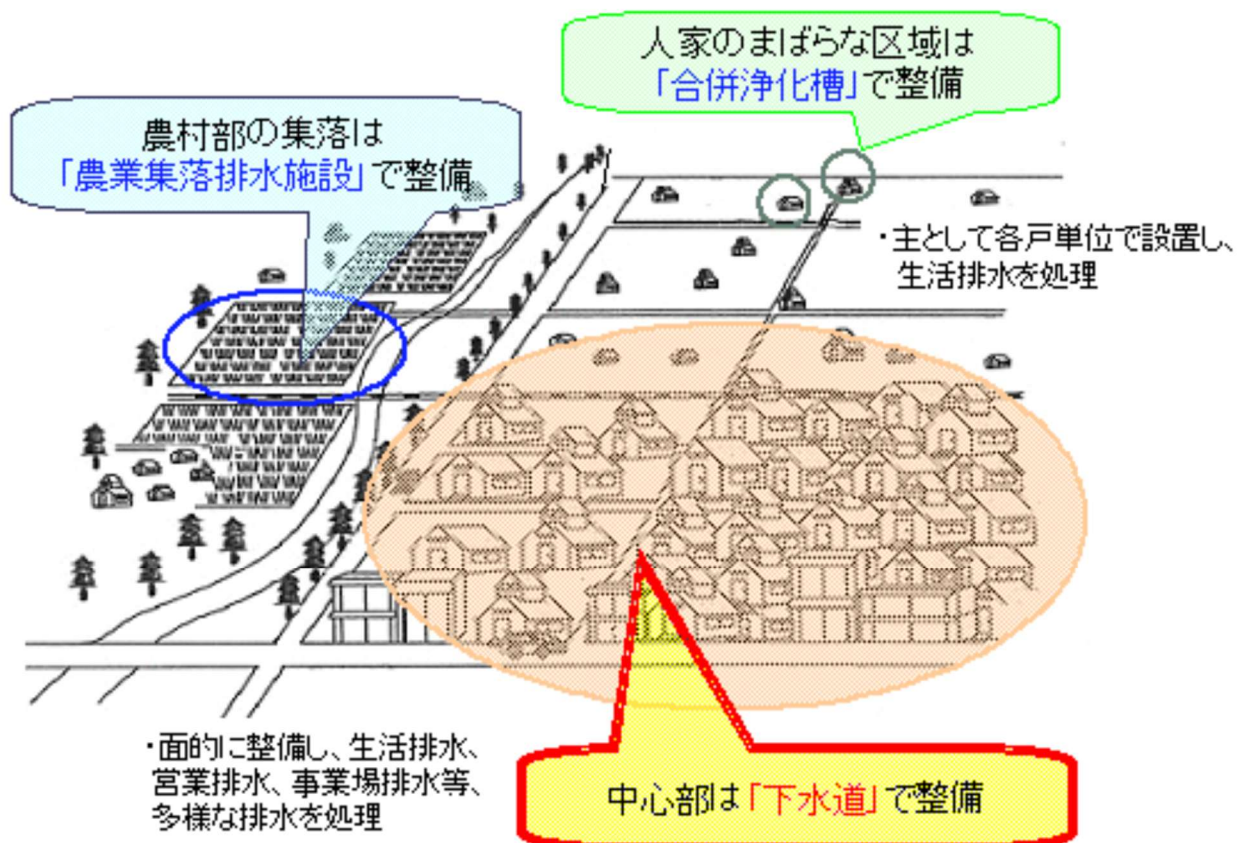 人家のまばらな区域は
「合併浄化槽」で整備
農村部の集落は
「農業集落排水施設」で整備
・主として各戸単位で設置し、
生活排水を処理
・面的に整備し、生活排水、
営業排水、事業場排水等、
多様な排水を処理
中心部は「下水道」で整備